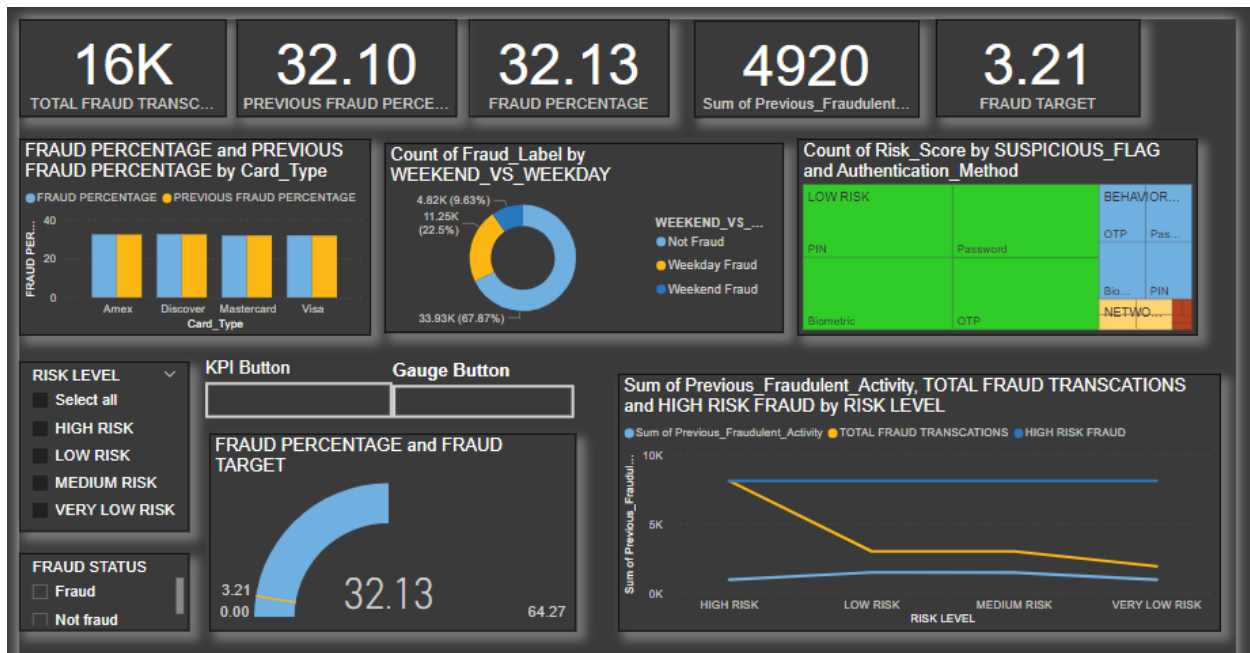 16K
TOTAL FRAUD TRANSC...
32.10
PREVIOUS FRAUD PERCE...
32.13
FRAUD PERCENTAGE
4920
Sum of Previous_Fraudulent...
3.21
FRAUD TARGET
FRAUD PERCENTAGE and PREVIOUS
FRAUD PERCENTAGE by Card_Type
FRAUD PERCENTAGE PREVIOUS FRAUD PERCENTAGE
FRAUD PER...
40
20
0
Amex Discover Mastercard Visa
Card_Type
Count of Fraud_Label by
WEEKEND_VS_WEEKDAY
4.82K (9.63%)
11.25K
(22.5%)
33.93K (67.87%)
WEEKEND_VS_...
Not Fraud
Weekday Fraud
Weekend Fraud
Count of Risk_Score by SUSPICIOUS_FLAG
and Authentication_Method
LOW RISK
PIN
Password
Biometric
OTP
BEHAVIOR...
OTP
Pas...
Bio...
PIN
NETWO...
RISK LEVEL
Select all
HIGH RISK
LOW RISK
MEDIUM RISK
VERY LOW RISK
FRAUD STATUS
Fraud
Not fraud
KPI Button
Gauge Button
FRAUD PERCENTAGE and FRAUD
TARGET
3.21
0.00
32.13
64.27
Sum of Previous_Fraudulent_Activity, TOTAL FRAUD TRANSCATIONS
and HIGH RISK FRAUD by RISK LEVEL
Sum of Previous_Fraudulent_Activity TOTAL FRAUD TRANSCATIONS HIGH RISK FRAUD
Sum of Previous_Fraudul...
10K
5K
0K
HIGH RISK LOW RISK MEDIUM RISK VERY LOW RISK
RISK LEVEL